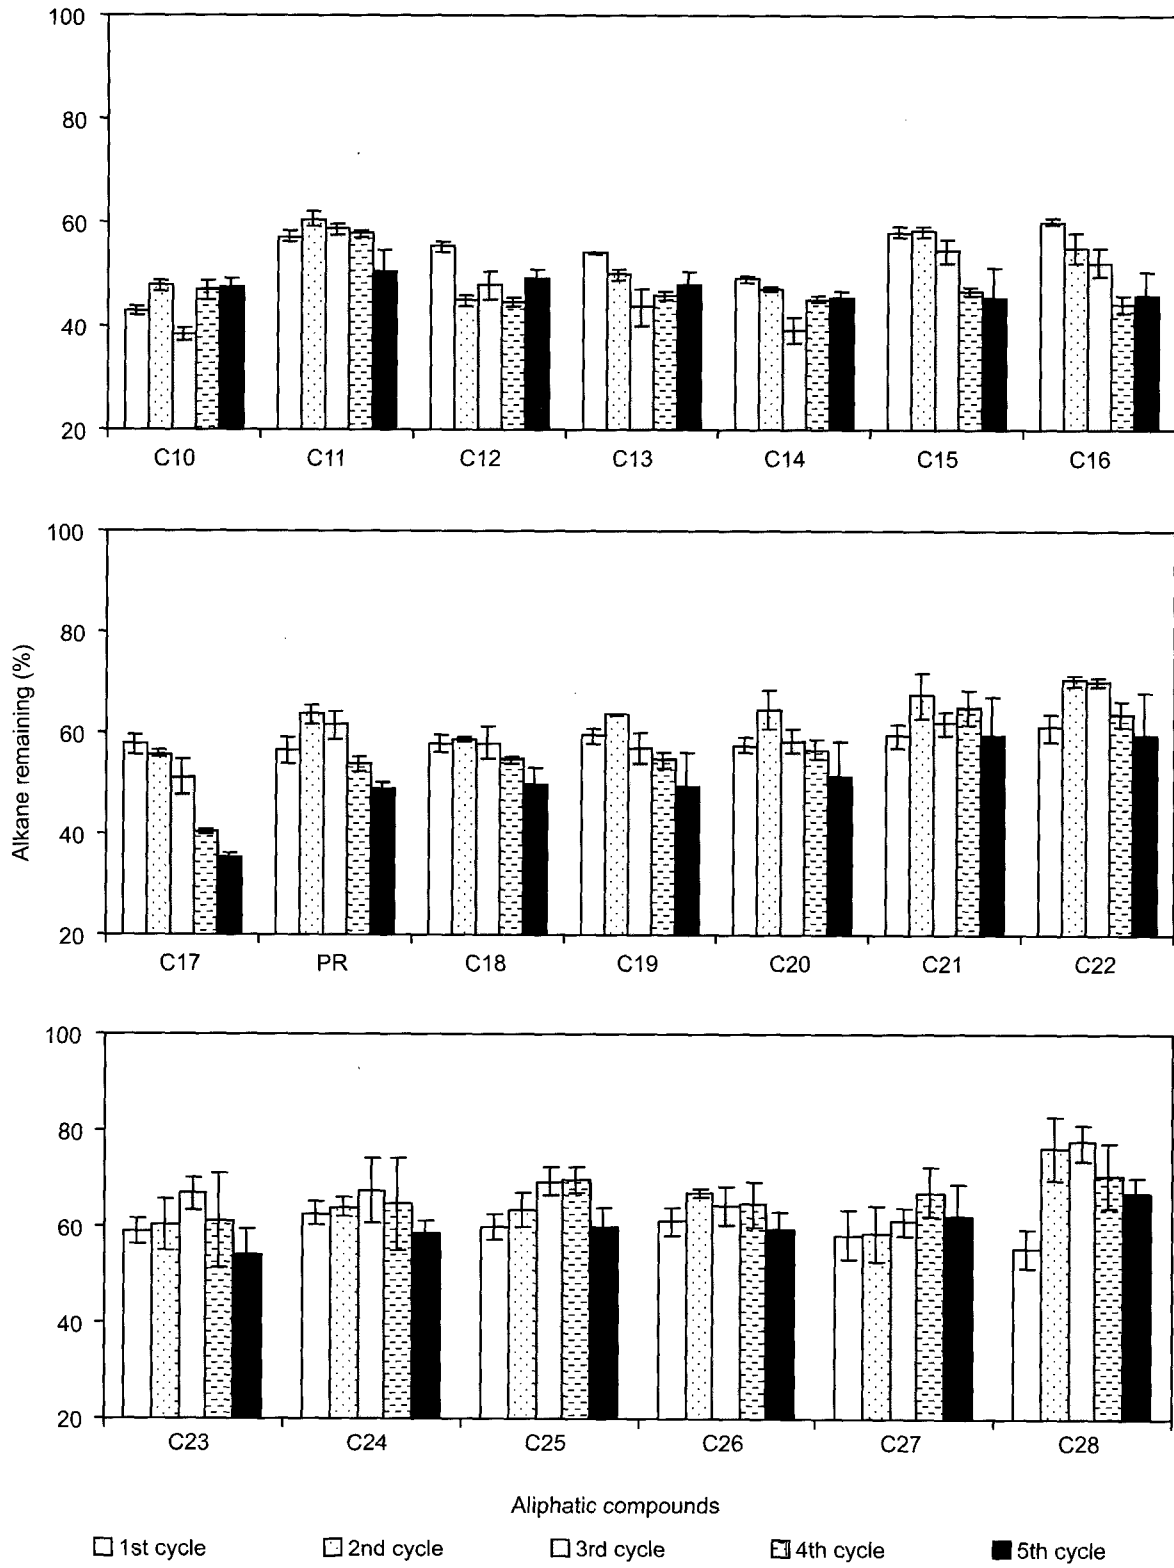 100
80
60
40
20
C10 C11 C12 C13 C14 C15 C16
100
80
60
40
20
C17 PR C18 C19 C20 C21 C22
Alkane remaining (%)
100
80
60
40
20
C23 C24 C25 C26 C27 C28
Aliphatic compounds
1st cycle 2nd cycle 3rd cycle 4th cycle 5th cycle